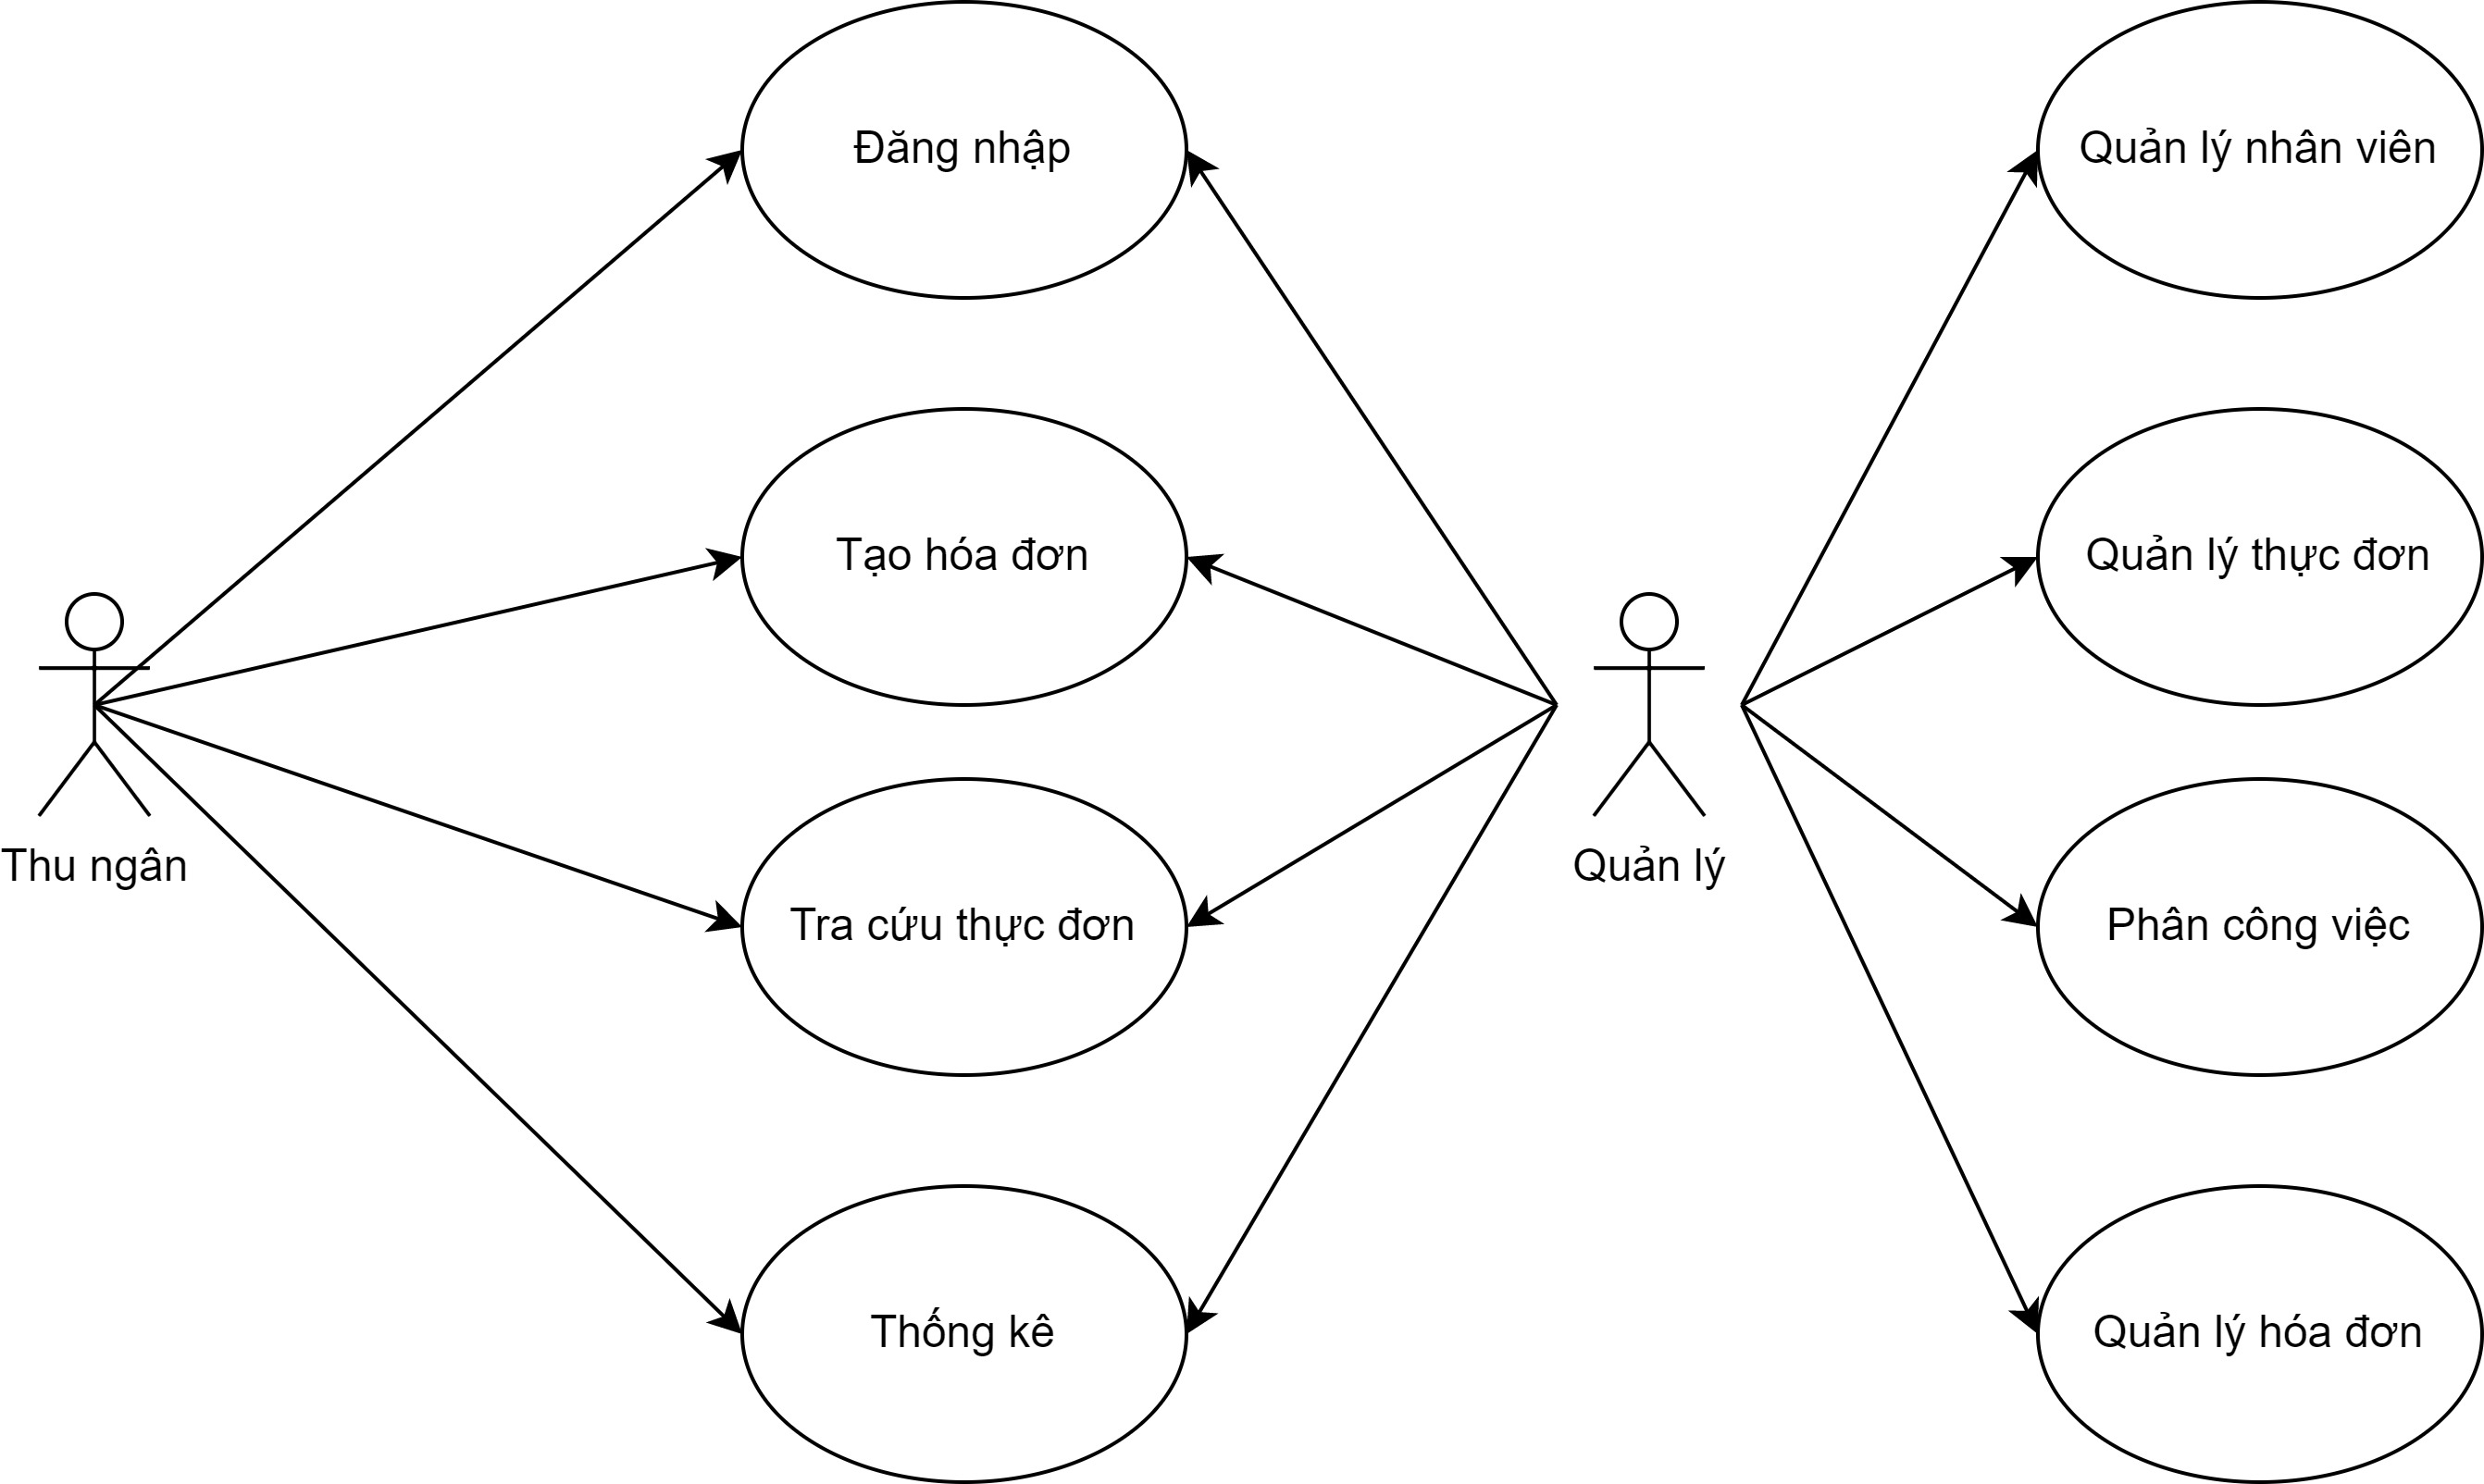 Đăng nhập
Quản lý nhân viên
Tạo hóa đơn
Quản lý thực đơn
Thu ngân
Quản lý
Tra cứu thực đơn
Phân công việc
Thống kê
Quản lý hóa đơn